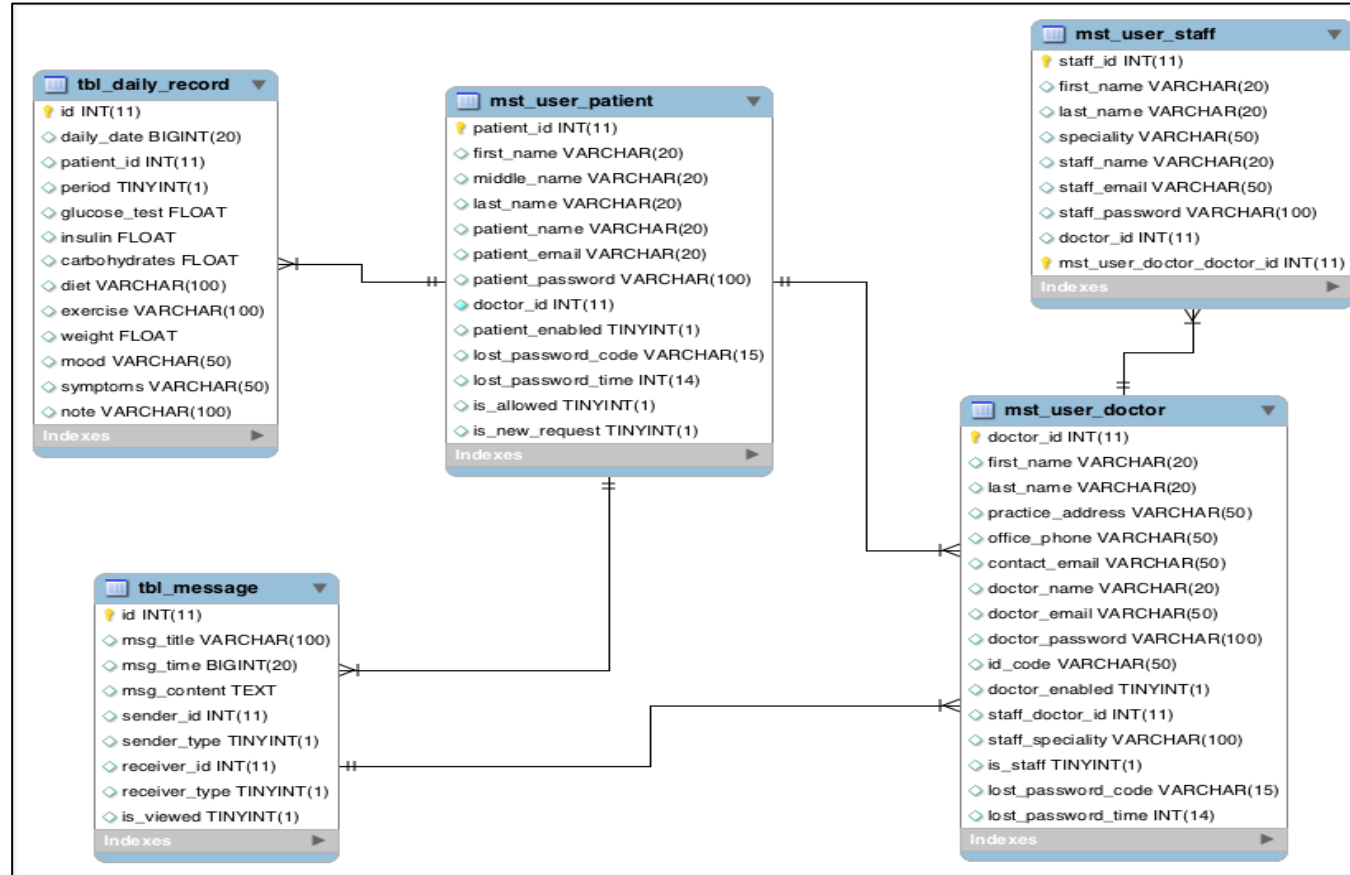 tbl_daily_record
id INT(11)
daily_date BIGINT(20)
patient_id INT(11)
period TINYINT(1)
glucose_test FLOAT
insulin FLOAT
carbohydrates FLOAT
diet VARCHAR(100)
exercise VARCHAR(100)
weight FLOAT
mood VARCHAR(50)
symptoms VARCHAR(50)
note VARCHAR(100)
Indexes
mst_user_patient
patient_id INT(11)
first_name VARCHAR(20)
middle_name VARCHAR(20)
last_name VARCHAR(20)
patient_name VARCHAR(20)
patient_email VARCHAR(20)
patient_password VARCHAR(100)
doctor_id INT(11)
patient_enabled TINYINT(1)
lost_password_code VARCHAR(15)
lost_password_time INT(14)
is_allowed TINYINT(1)
is_new_request TINYINT(1)
Indexes
mst_user_staff
staff_id INT(11)
first_name VARCHAR(20)
last_name VARCHAR(20)
speciality VARCHAR(50)
staff_name VARCHAR(20)
staff_email VARCHAR(50)
staff_password VARCHAR(100)
doctor_id INT(11)
mst_user_doctor_doctor_id INT(11)
Indexes
tbl_message
id INT(11)
msg_title VARCHAR(100)
msg_time BIGINT(20)
msg_content TEXT
sender_id INT(11)
sender_type TINYINT(1)
receiver_id INT(11)
receiver_type TINYINT(1)
is_viewed TINYINT(1)
Indexes
mst_user_doctor
doctor_id INT(11)
first_name VARCHAR(20)
last_name VARCHAR(20)
practice_address VARCHAR(50)
office_phone VARCHAR(50)
contact_email VARCHAR(50)
doctor_name VARCHAR(20)
doctor_email VARCHAR(50)
doctor_password VARCHAR(100)
id_code VARCHAR(50)
doctor_enabled TINYINT(1)
staff_doctor_id INT(11)
staff_speciality VARCHAR(100)
is_staff TINYINT(1)
lost_password_code VARCHAR(15)
lost_password_time INT(14)
Indexes